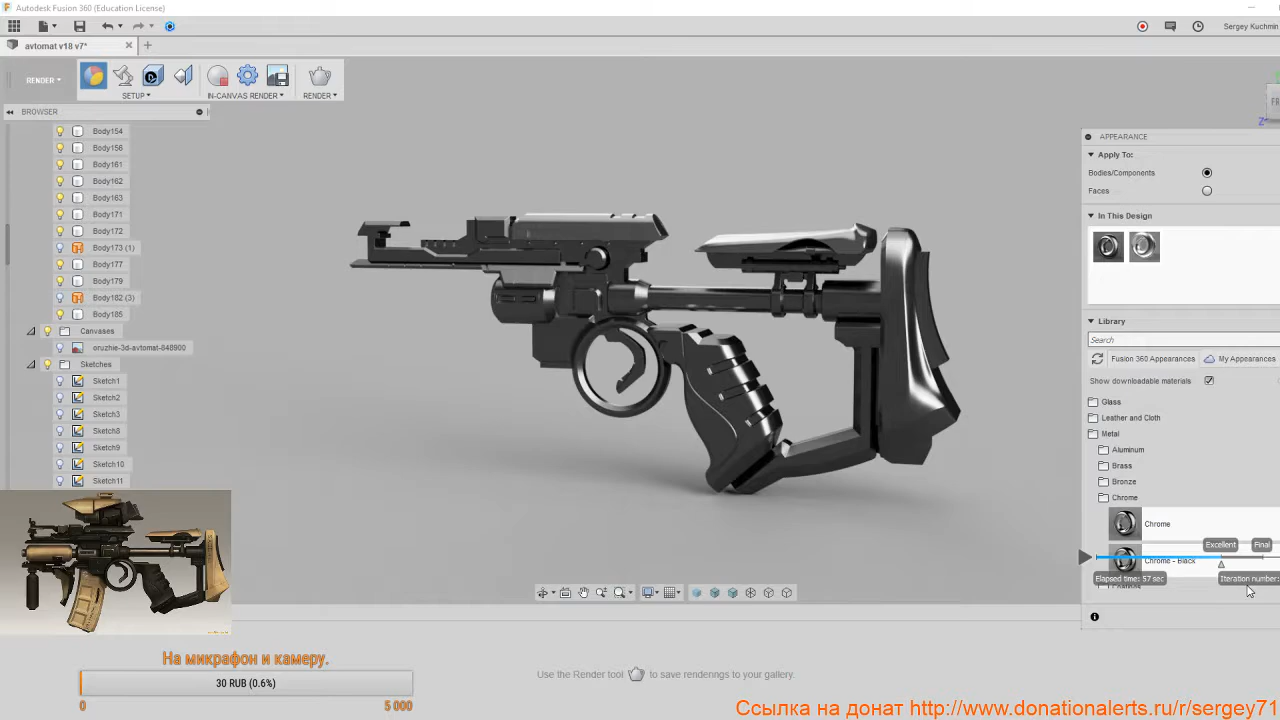 Autodesk Fusion 360 (Education License)
Sergey Kuchmin
avtomat v18 v7*
RENDER
SETUP
IN-CANVAS RENDER
RENDER
BROWSER
Body154
Body156
Body161
Body162
Body163
Body171
Body172
Body173 (1)
Body177
Body179
Body182 (3)
Body185
Canvases
oruzhie-3d-avtomat-848900
Sketches
Sketch1
Sketch2
Sketch3
Sketch8
Sketch9
Sketch10
Sketch11
FR
Z
APPEARANCE
Apply To:
Bodies/Components
Faces
In This Design
Library
Search
Fusion 360 Appearances
My Appearances
Show downloadable materials
Glass
Leather and Cloth
Metal
Aluminum
Brass
Bronze
Chrome
Chrome
Excellent
Final
Chrome - Black
Elapsed time: 57 sec
Iteration number:
На микрофон и камеру.
30 RUB (0.6%)
0
5 000
Use the Render tool to save renderings to your gallery.
Ссылка на донат http://www.donationalerts.ru/r/sergey71